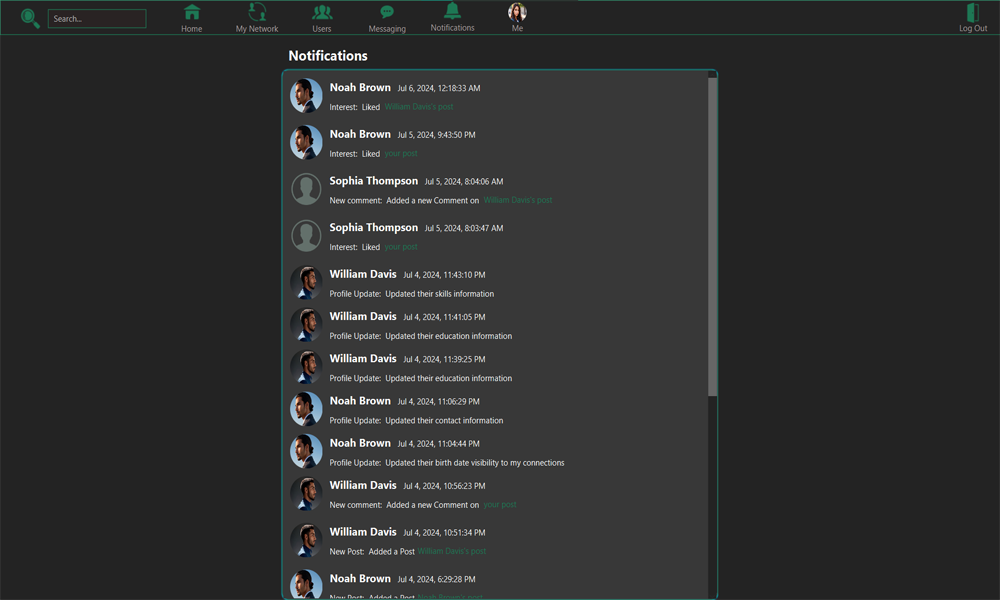 Search...
Home
My Network
Users
Messaging
Notifications
Me
Log Out
Notifications
Noah Brown Jul 6, 2024, 12:18:33 AM
Interest: Liked William Davis's post
Noah Brown Jul 5, 2024, 9:43:50 PM
Interest: Liked your post
Sophia Thompson Jul 5, 2024, 8:04:06 AM
New comment: Added a new Comment on William Davis's post
Sophia Thompson Jul 5, 2024, 8:03:47 AM
Interest: Liked your post
William Davis Jul 4, 2024, 11:43:10 PM
Profile Update: Updated their skills information
William Davis Jul 4, 2024, 11:41:05 PM
Profile Update: Updated their education information
William Davis Jul 4, 2024, 11:39:25 PM
Profile Update: Updated their education information
Noah Brown Jul 4, 2024, 11:06:29 PM
Profile Update: Updated their contact information
Noah Brown Jul 4, 2024, 11:04:44 PM
Profile Update: Updated their birth date visibility to my connections
William Davis Jul 4, 2024, 10:56:23 PM
New comment: Added a new Comment on your post
William Davis Jul 4, 2024, 10:51:34 PM
New Post: Added a Post William Davis's post
Noah Brown Jul 4, 2024, 6:29:28 PM
New Post: Added a Post Noah Brown's post